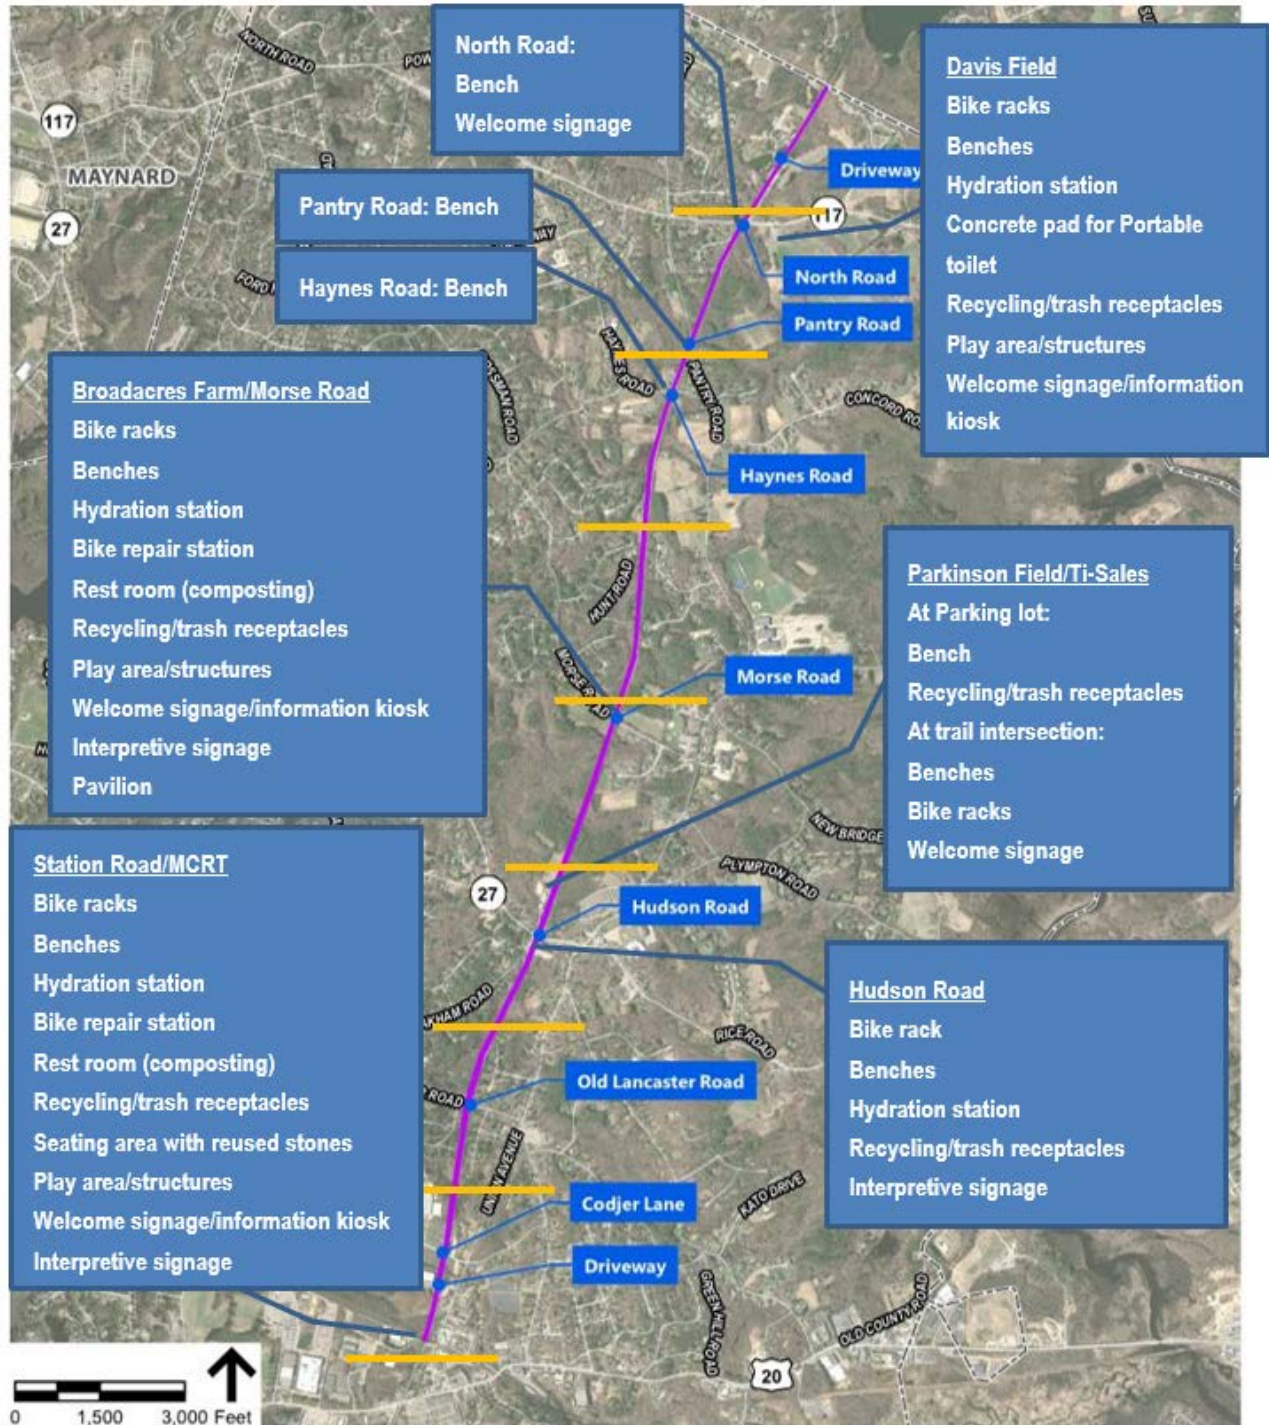 North Road:
Bench
Welcome signage
Davis Field
Bike racks
Benches
Hydration station
Concrete pad for Portable
toilet
Recycling/trash receptacles
Play area/structures
Welcome signage/information
kiosk
Pantry Road: Bench
Haynes Road: Bench
Broadacres Farm/Morse Road
Bike racks
Benches
Hydration station
Bike repair station
Rest room (composting)
Recycling/trash receptacles
Play area/structures
Welcome signage/information kiosk
Interpretive signage
Pavilion
Parkinson Field/Ti-Sales
At Parking lot:
Bench
Recycling/trash receptacles
At trail intersection:
Benches
Bike racks
Welcome signage
Station Road/MCRT
Bike racks
Benches
Hydration station
Bike repair station
Rest room (composting)
Recycling/trash receptacles
Seating area with reused stones
Play area/structures
Welcome signage/information kiosk
Interpretive signage
Hudson Road
Bike rack
Benches
Hydration station
Recycling/trash receptacles
Interpretive signage
Driveway
North Road
Pantry Road
Haynes Road
Morse Road
Hudson Road
Old Lancaster Road
Codjer Lane
Driveway
NORTH ROAD
117
MAYNARD
27
117
HAYNES ROAD
PANTRY ROAD
HUNT ROAD
MORSE ROAD
NEW BRIDGE
PLYMPTON ROAD
27
RICE ROAD
ROAD
UNION AVENUE
KATO DRIVE
GREEN HILL ROAD
OLD COUNTY ROAD
20
0 1,500 3,000 Feet